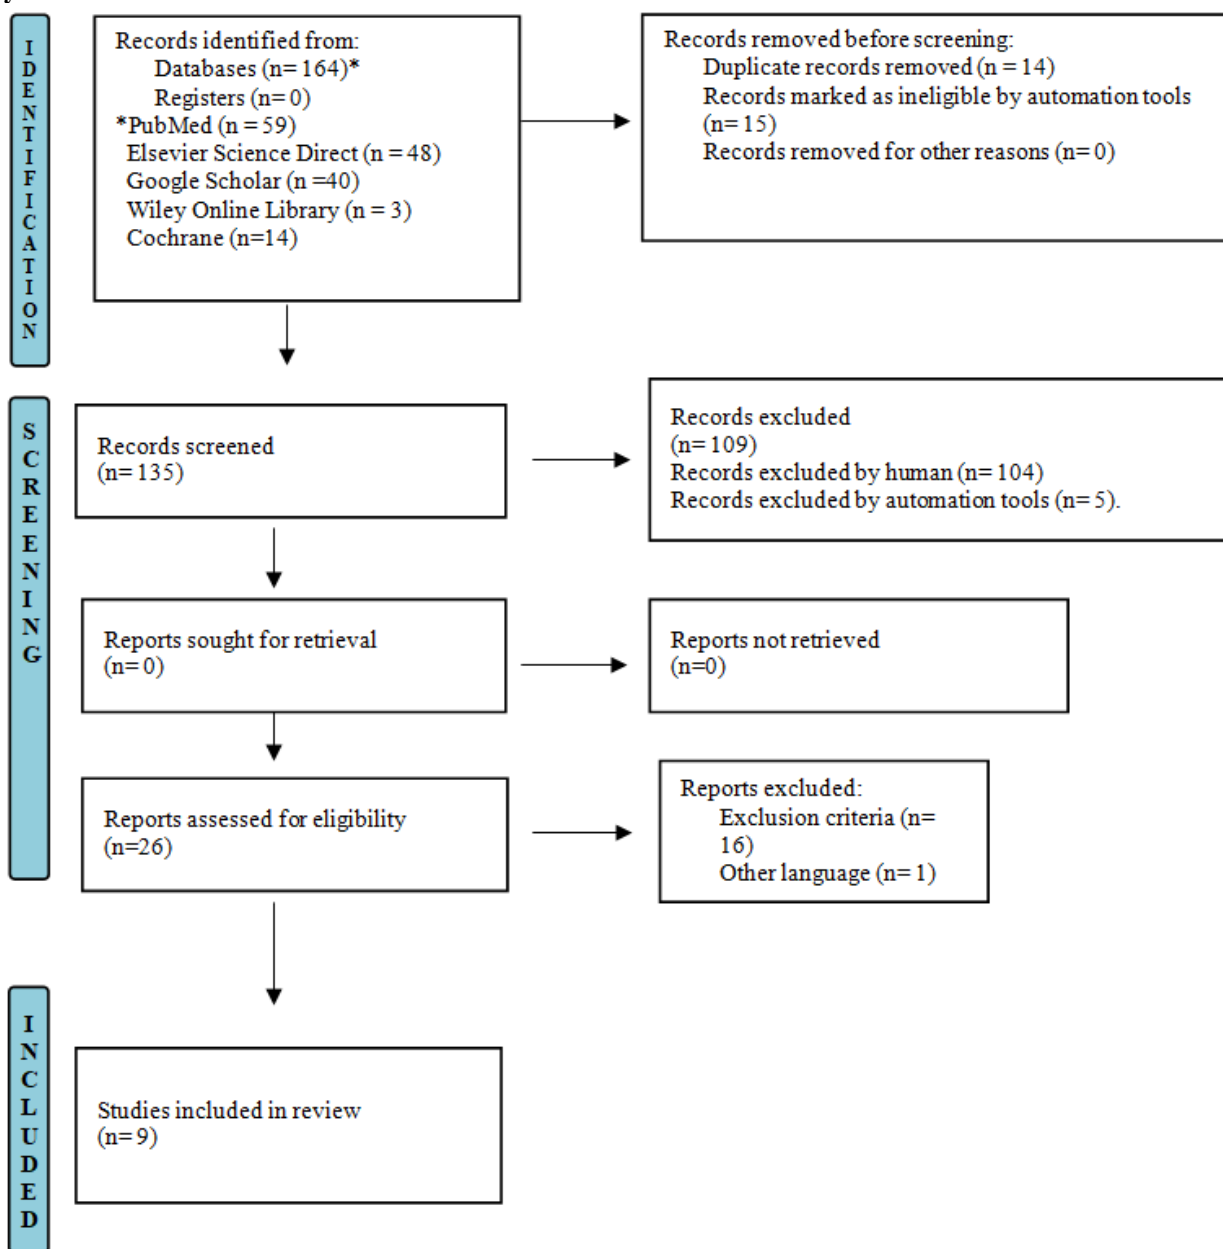 y
IDENTIFICATION
Records identified from:
Databases (n= 164)*
Registers (n= 0)
*PubMed (n = 59)
Elsevier Science Direct (n = 48)
Google Scholar (n =40)
Wiley Online Library (n = 3)
Cochrane (n=14)
Records removed before screening:
Duplicate records removed (n = 14)
Records marked as ineligible by automation tools
(n= 15)
Records removed for other reasons (n= 0)
SCREENING
Records screened
(n= 135)
Records excluded
(n= 109)
Records excluded by human (n= 104)
Records excluded by automation tools (n= 5).
Reports sought for retrieval
(n= 0)
Reports not retrieved
(n=0)
Reports assessed for eligibility
(n=26)
Reports excluded:
Exclusion criteria (n=
16)
Other language (n= 1)
INCLUDED
Studies included in review
(n= 9)